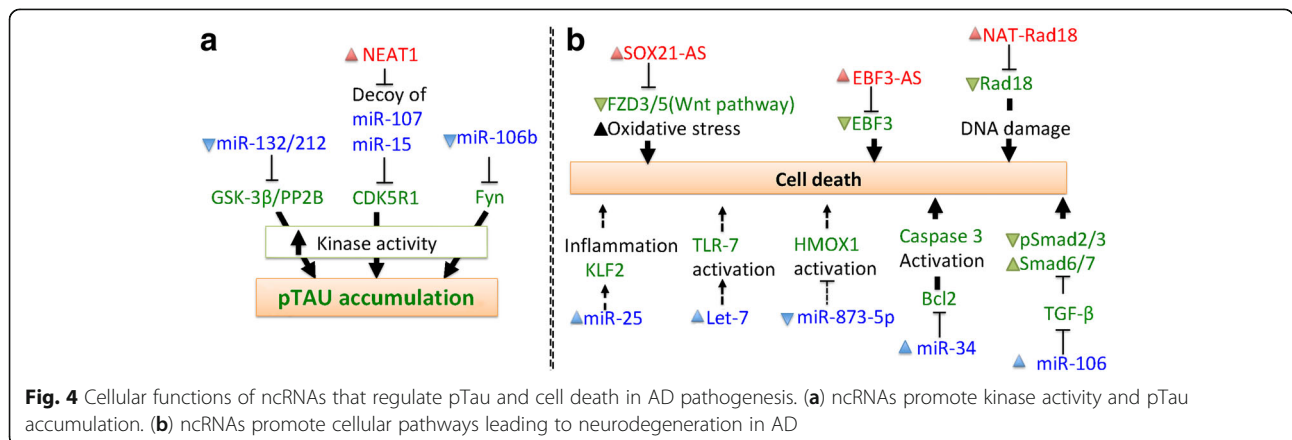 a
NEAT1
Decoy of
miR-107
miR-15
miR-132/212
miR-106b
GSK-3β/PP2B
CDK5R1
Fyn
Kinase activity
pTAU accumulation
b
SOX21-AS
FZD3/5(Wnt pathway)
Oxidative stress
EBF3-AS
EBF3
NAT-Rad18
Rad18
DNA damage
Cell death
Inflammation
KLF2
miR-25
TLR-7
activation
Let-7
HMOX1
activation
miR-873-5p
Caspase 3
Activation
Bcl2
miR-34
pSmad2/3
Smad6/7
TGF-β
miR-106
Fig. 4 Cellular functions of ncRNAs that regulate pTau and cell death in AD pathogenesis. (a) ncRNAs promote kinase activity and pTau
accumulation. (b) ncRNAs promote cellular pathways leading to neurodegeneration in AD